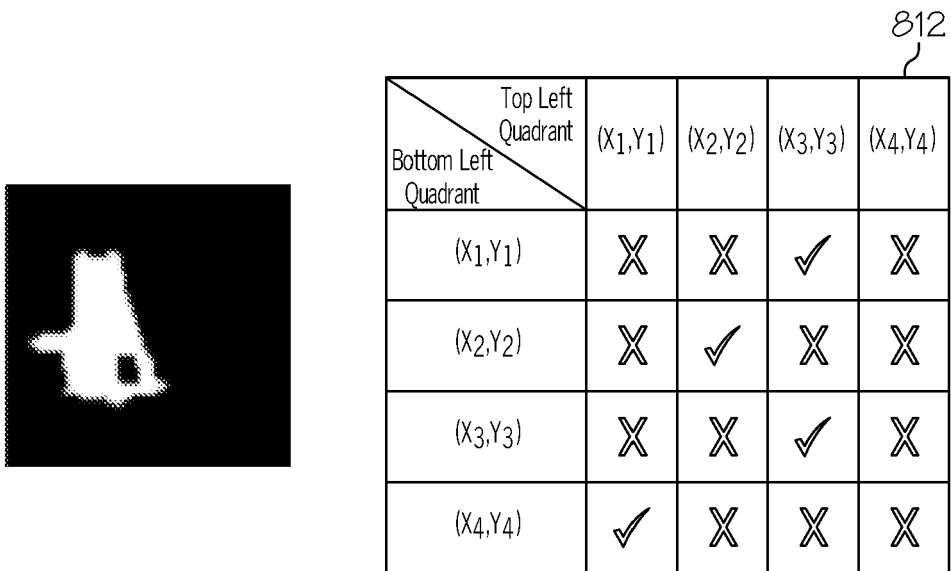 812
Top Left
Quadrant
Bottom Left
Quadrant
(X1,Y1) (X2,Y2) (X3,Y3) (X4,Y4)
(X1,Y1) X X ✓ X
(X2,Y2) X ✓ X X
(X3,Y3) X X ✓ X
(X4,Y4) ✓ X X X